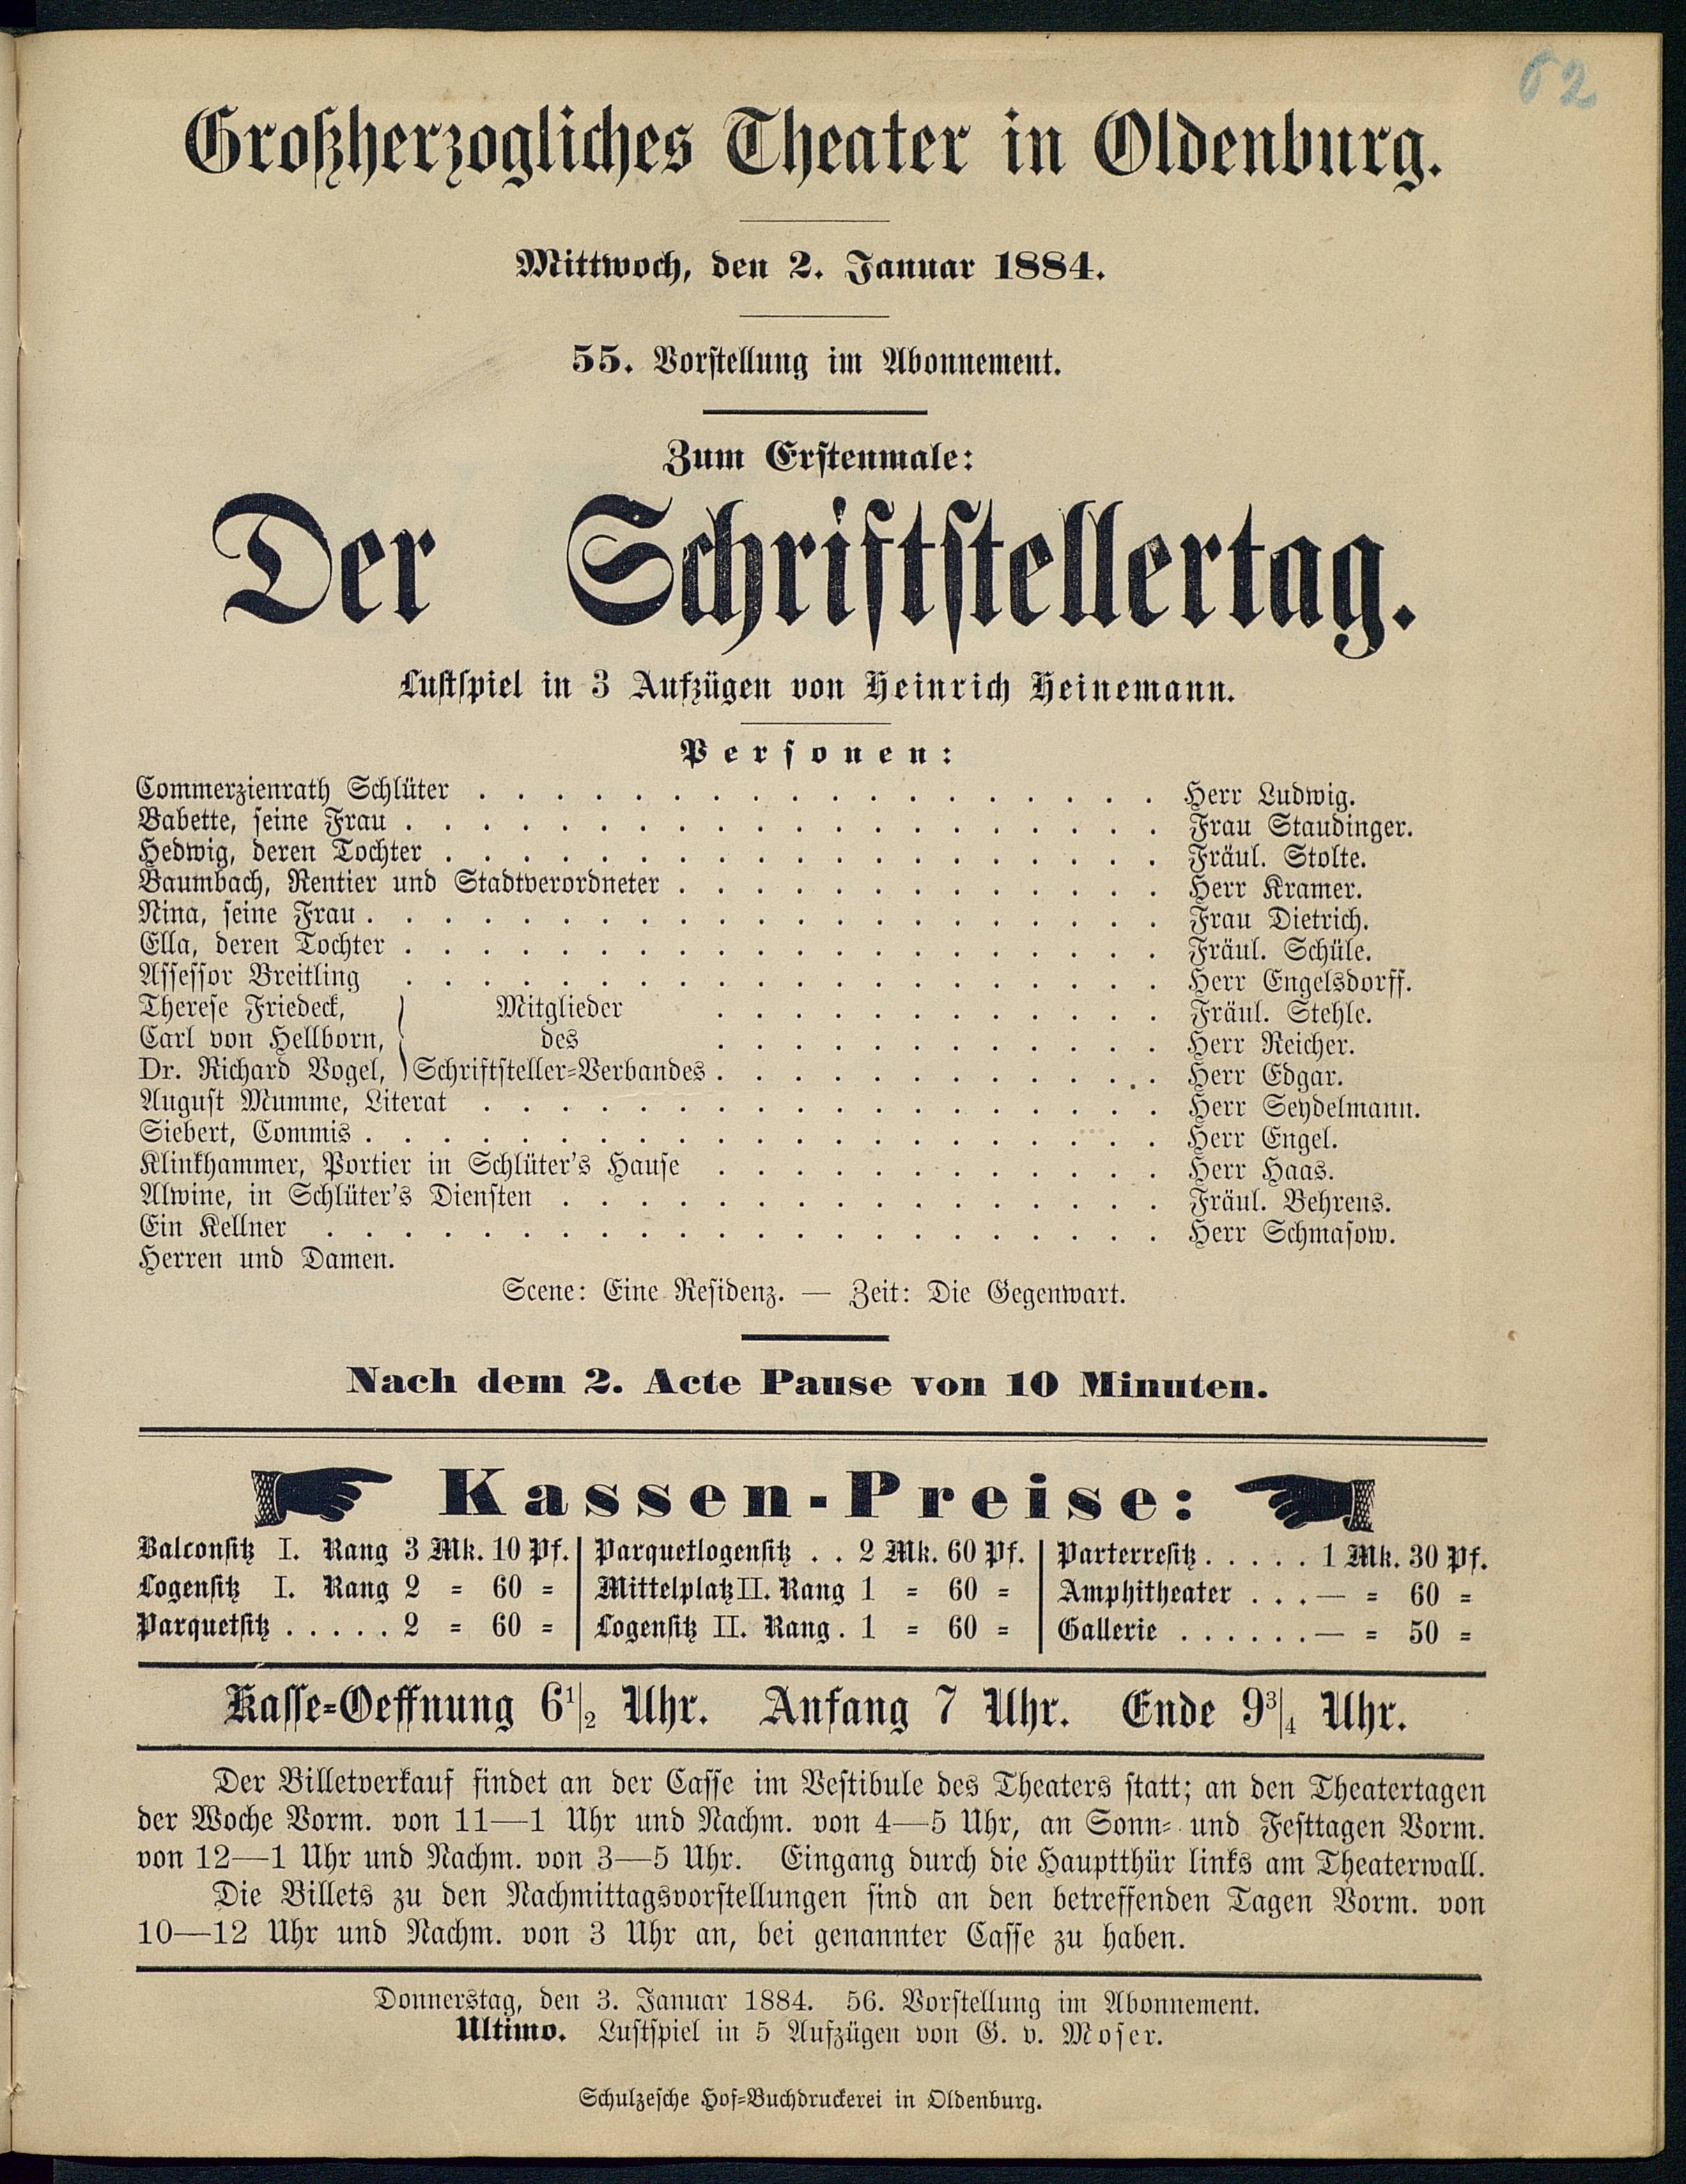 62
Großherzogliches Theater in Oldenburg.
Mittwoch, den 2. Januar 1884.
55. Vorstellung im Abonnement.
Zum Erstenmale:
Der Schriftstellertag.
Lustspiel in 3 Aufzügen von Heinrich Heinemann.
Personen:
Commerzienrath Schlüter . . . . . . . . . . . . . . . . . . Herr Ludwig.
Babette, seine Frau . . . . . . . . . . . . . . . . . . . . Frau Staudinger.
Hedwig, deren Tochter . . . . . . . . . . . . . . . . . . . Fräul. Stolte.
Baumbach, Rentier und Stadtverordneter . . . . . . . . . . . . . Herr Kramer.
Nina, seine Frau . . . . . . . . . . . . . . . . . . . . . Frau Dietrich.
Ella, deren Tochter . . . . . . . . . . . . . . . . . . . . Fräul. Schüle.
Assessor Breitling . . . . . . . . . . . . . . . . . . . . Herr Engelsdorff.
Therese Friedeck, } Mitglieder . . . . . . . . . . . . Fräul. Stehle.
Carl von Hellborn, } des . . . . . . . . . . . . Herr Reicher.
Dr. Richard Vogel, } Schriftsteller-Verbandes . . . . . . . . . . . . Herr Edgar.
August Mumme, Literat . . . . . . . . . . . . . . . . . . Herr Seydelmann.
Siebert, Commis . . . . . . . . . . . . . . . . . . . . . Herr Engel.
Klinkhammer, Portier in Schlüter's Hause . . . . . . . . . . . . Herr Haas.
Alwine, in Schlüter's Diensten . . . . . . . . . . . . . . . . Fräul. Behrens.
Ein Kellner . . . . . . . . . . . . . . . . . . . . . . Herr Schmasow.
Herren und Damen.
Scene: Eine Residenz. — Zeit: Die Gegenwart.
Nach dem 2. Acte Pause von 10 Minuten.
Kassen-Preise:
Balconsitz I. Rang 3 Mk. 10 Pf. | Parquetlogensitz . . 2 Mk. 60 Pf. | Parterresitz . . . . . 1 Mk. 30 Pf.
Logensitz I. Rang 2 = 60 = | Mittelplatz II. Rang 1 = 60 = | Amphitheater . . . — = 60 =
Parquetsitz . . . . . 2 = 60 = | Logensitz II. Rang . 1 = 60 = | Gallerie . . . . . . — = 50 =
Kasse-Oeffnung 6 1/2 Uhr. Anfang 7 Uhr. Ende 9 3/4 Uhr.
Der Billetverkauf findet an der Casse im Vestibule des Theaters statt; an den Theatertagen
der Woche Vorm. von 11—1 Uhr und Nachm. von 4—5 Uhr, an Sonn- und Festtagen Vorm.
von 12—1 Uhr und Nachm. von 3—5 Uhr. Eingang durch die Hauptthür links am Theaterwall.
Die Billets zu den Nachmittagsvorstellungen sind an den betreffenden Tagen Vorm. von
10—12 Uhr und Nachm. von 3 Uhr an, bei genannter Casse zu haben.
Donnerstag, den 3. Januar 1884. 56. Vorstellung im Abonnement.
Ultimo. Lustspiel in 5 Aufzügen von G. v. Moser.
Schulzesche Hof-Buchdruckerei in Oldenburg.